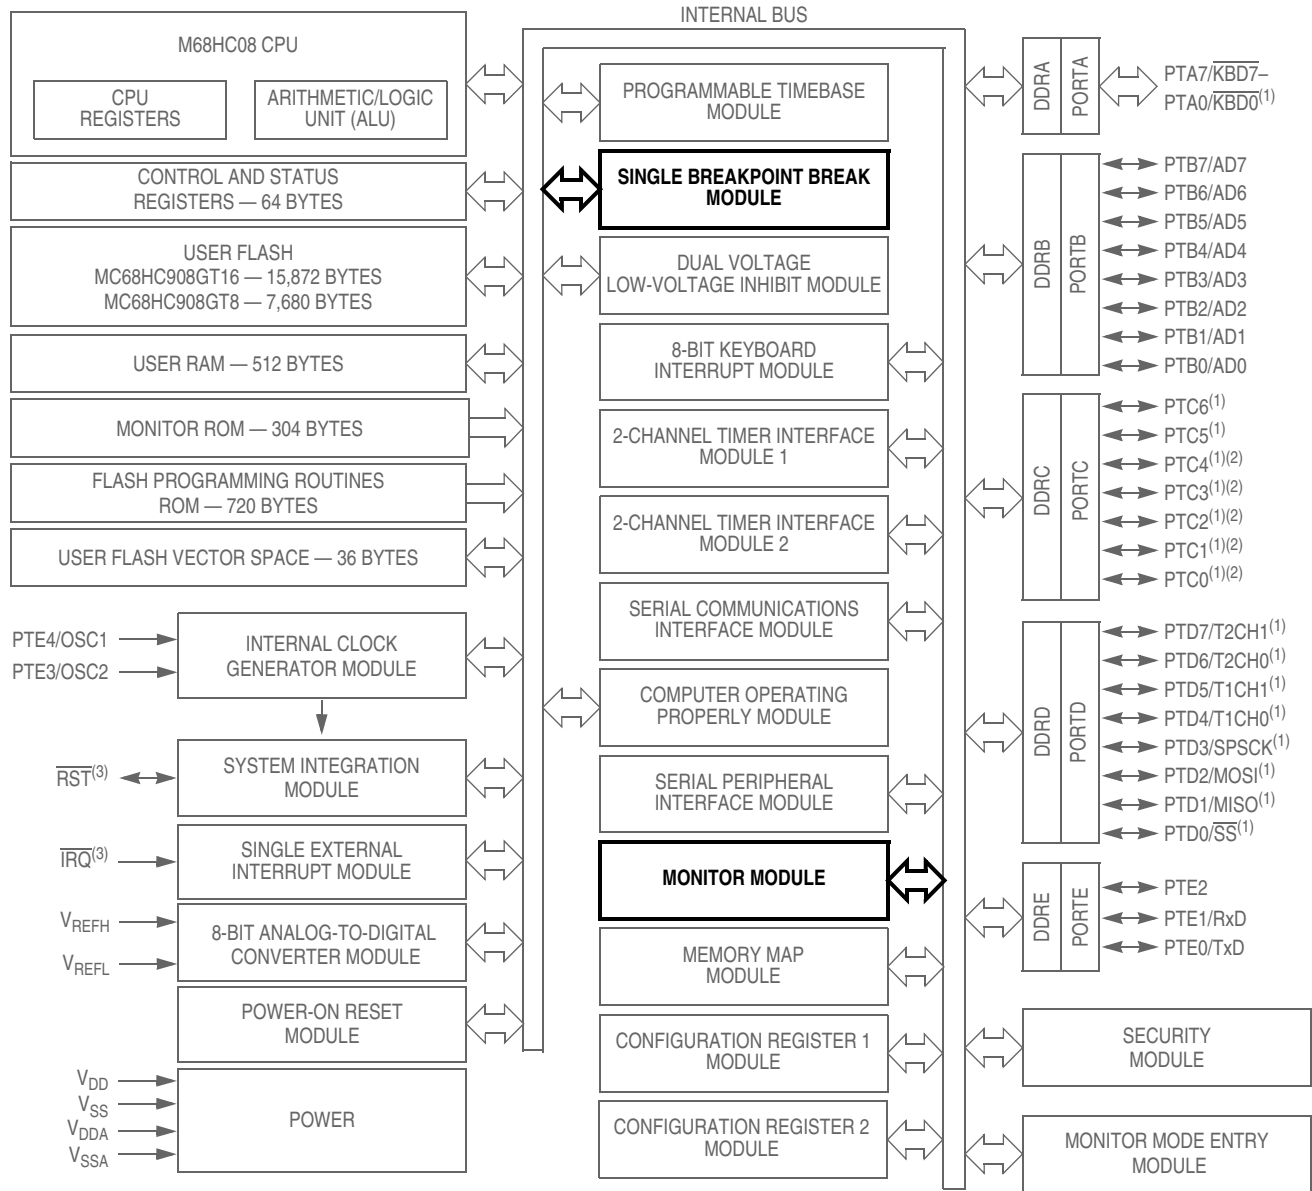 INTERNAL BUS
M68HC08 CPU
CPU
REGISTERS
ARITHMETIC/LOGIC
UNIT (ALU)
CONTROL AND STATUS
REGISTERS — 64 BYTES
USER FLASH
MC68HC908GT16 — 15,872 BYTES
MC68HC908GT8 — 7,680 BYTES
USER RAM — 512 BYTES
MONITOR ROM — 304 BYTES
FLASH PROGRAMMING ROUTINES
ROM — 720 BYTES
USER FLASH VECTOR SPACE — 36 BYTES
PTE4/OSC1
PTE3/OSC2
INTERNAL CLOCK
GENERATOR MODULE
RST(3)
SYSTEM INTEGRATION
MODULE
IRQ(3)
SINGLE EXTERNAL
INTERRUPT MODULE
VREFH
VREFL
8-BIT ANALOG-TO-DIGITAL
CONVERTER MODULE
POWER-ON RESET
MODULE
VDD
VSS
VDDA
VSSA
POWER
PROGRAMMABLE TIMEBASE
MODULE
SINGLE BREAKPOINT BREAK
MODULE
DUAL VOLTAGE
LOW-VOLTAGE INHIBIT MODULE
8-BIT KEYBOARD
INTERRUPT MODULE
2-CHANNEL TIMER INTERFACE
MODULE 1
2-CHANNEL TIMER INTERFACE
MODULE 2
SERIAL COMMUNICATIONS
INTERFACE MODULE
COMPUTER OPERATING
PROPERLY MODULE
SERIAL PERIPHERAL
INTERFACE MODULE
MONITOR MODULE
MEMORY MAP
MODULE
CONFIGURATION REGISTER 1
MODULE
CONFIGURATION REGISTER 2
MODULE
DDRA
PORTA
PTA7/KBD7–
PTA0/KBD0(1)
DDRB
PORTB
PTB7/AD7
PTB6/AD6
PTB5/AD5
PTB4/AD4
PTB3/AD3
PTB2/AD2
PTB1/AD1
PTB0/AD0
DDRC
PORTC
PTC6(1)
PTC5(1)
PTC4(1)(2)
PTC3(1)(2)
PTC2(1)(2)
PTC1(1)(2)
PTC0(1)(2)
DDRD
PORTD
PTD7/T2CH1(1)
PTD6/T2CH0(1)
PTD5/T1CH1(1)
PTD4/T1CH0(1)
PTD3/SPSCK(1)
PTD2/MOSI(1)
PTD1/MISO(1)
PTD0/SS(1)
DDRE
PORTE
PTE2
PTE1/RxD
PTE0/TxD
SECURITY
MODULE
MONITOR MODE ENTRY
MODULE